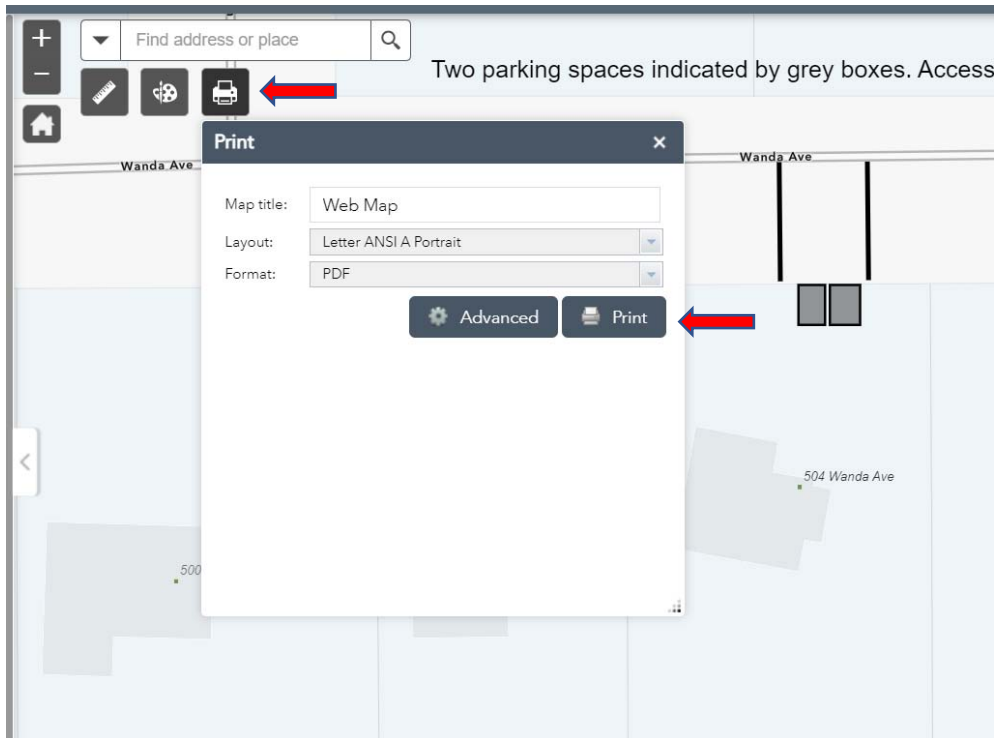 Find address or place
Two parking spaces indicated by grey boxes. Access
Print
Wanda Ave
Wanda Ave
Map title: Web Map
Layout: Letter ANSI A Portrait
Format: PDF
Advanced Print
504 Wanda Ave
500